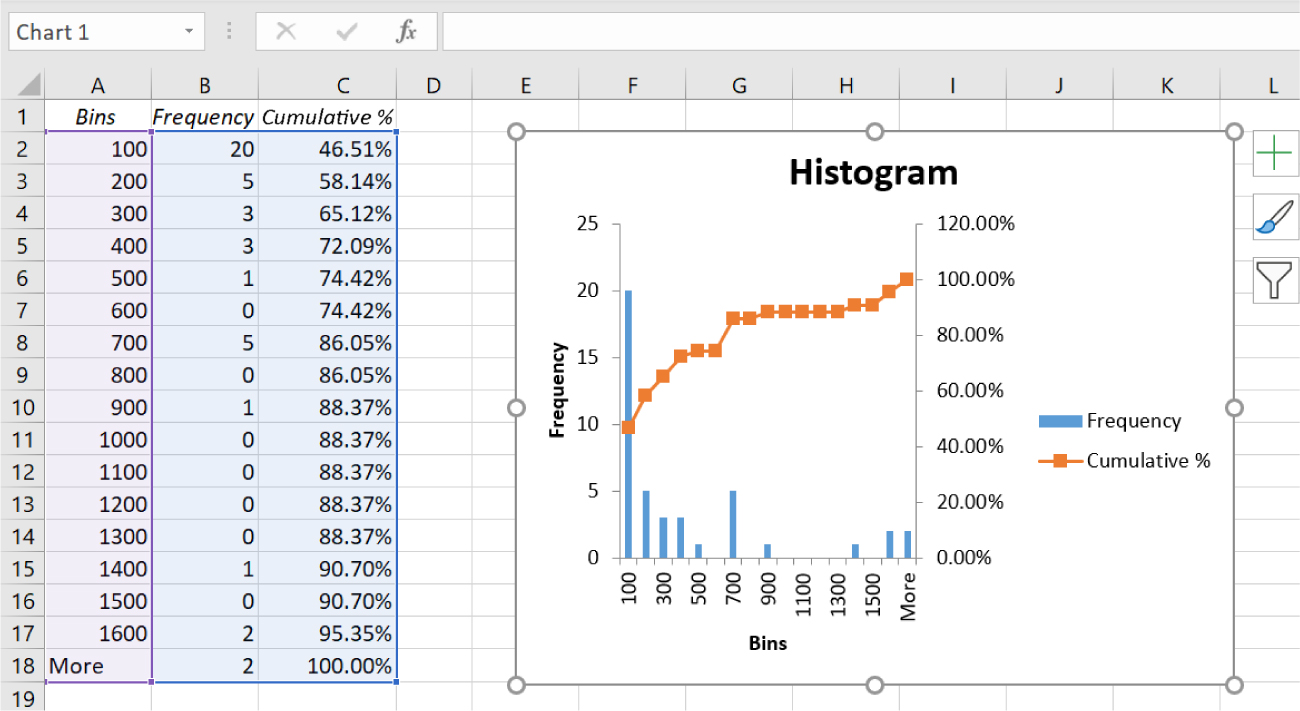 Chart 1
fx
A B C D E F G H I J K L
1 Bins Frequency Cumulative %
2 100 20 46.51%
3 200 5 58.14%
4 300 3 65.12%
5 400 3 72.09%
6 500 1 74.42%
7 600 0 74.42%
8 700 5 86.05%
9 800 0 86.05%
10 900 1 88.37%
11 1000 0 88.37%
12 1100 0 88.37%
13 1200 0 88.37%
14 1300 0 88.37%
15 1400 1 90.70%
16 1500 0 90.70%
17 1600 2 95.35%
18 More 2 100.00%
19
Histogram
Frequency
25
20
15
10
5
0
120.00%
100.00%
80.00%
60.00%
40.00%
20.00%
0.00%
100 300 500 700 900 1100 1300 1500 More
Bins
Frequency
Cumulative %